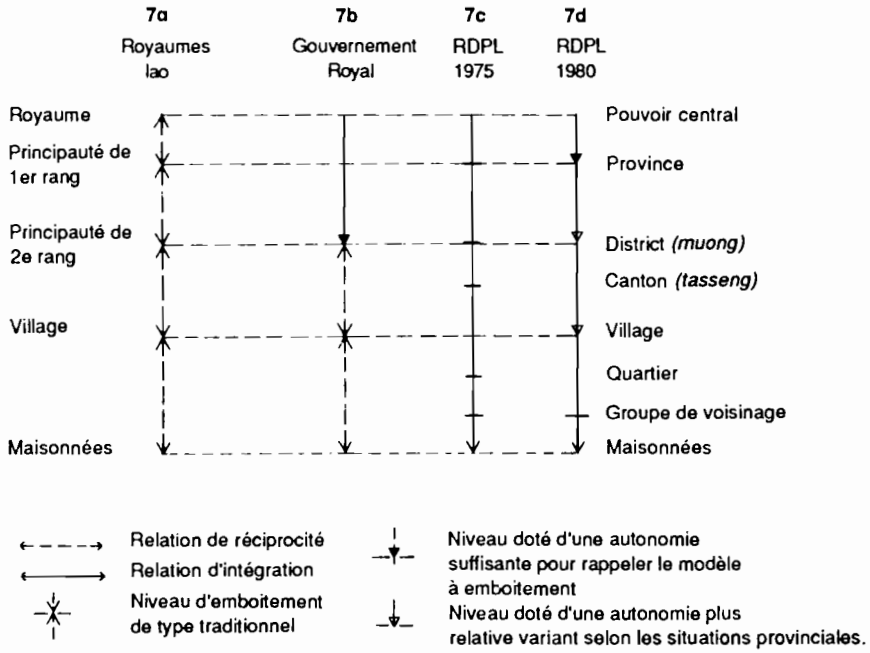 7a 7b 7c 7d
Royaumes Gouvernement RDPL RDPL
lao Royal 1975 1980
Royaume Pouvoir central
Principauté de Province
1er rang
Principauté de District (muong)
2e rang
Canton (tasseng)
Village Village
Quartier
Groupe de voisinage
Maisonnées Maisonnées
Relation de réciprocité
Relation d'intégration
Niveau d'emboitement
de type traditionnel
Niveau doté d'une autonomie
suffisante pour rappeler le modèle
à emboitement
Niveau doté d'une autonomie plus
relative variant selon les situations provinciales.